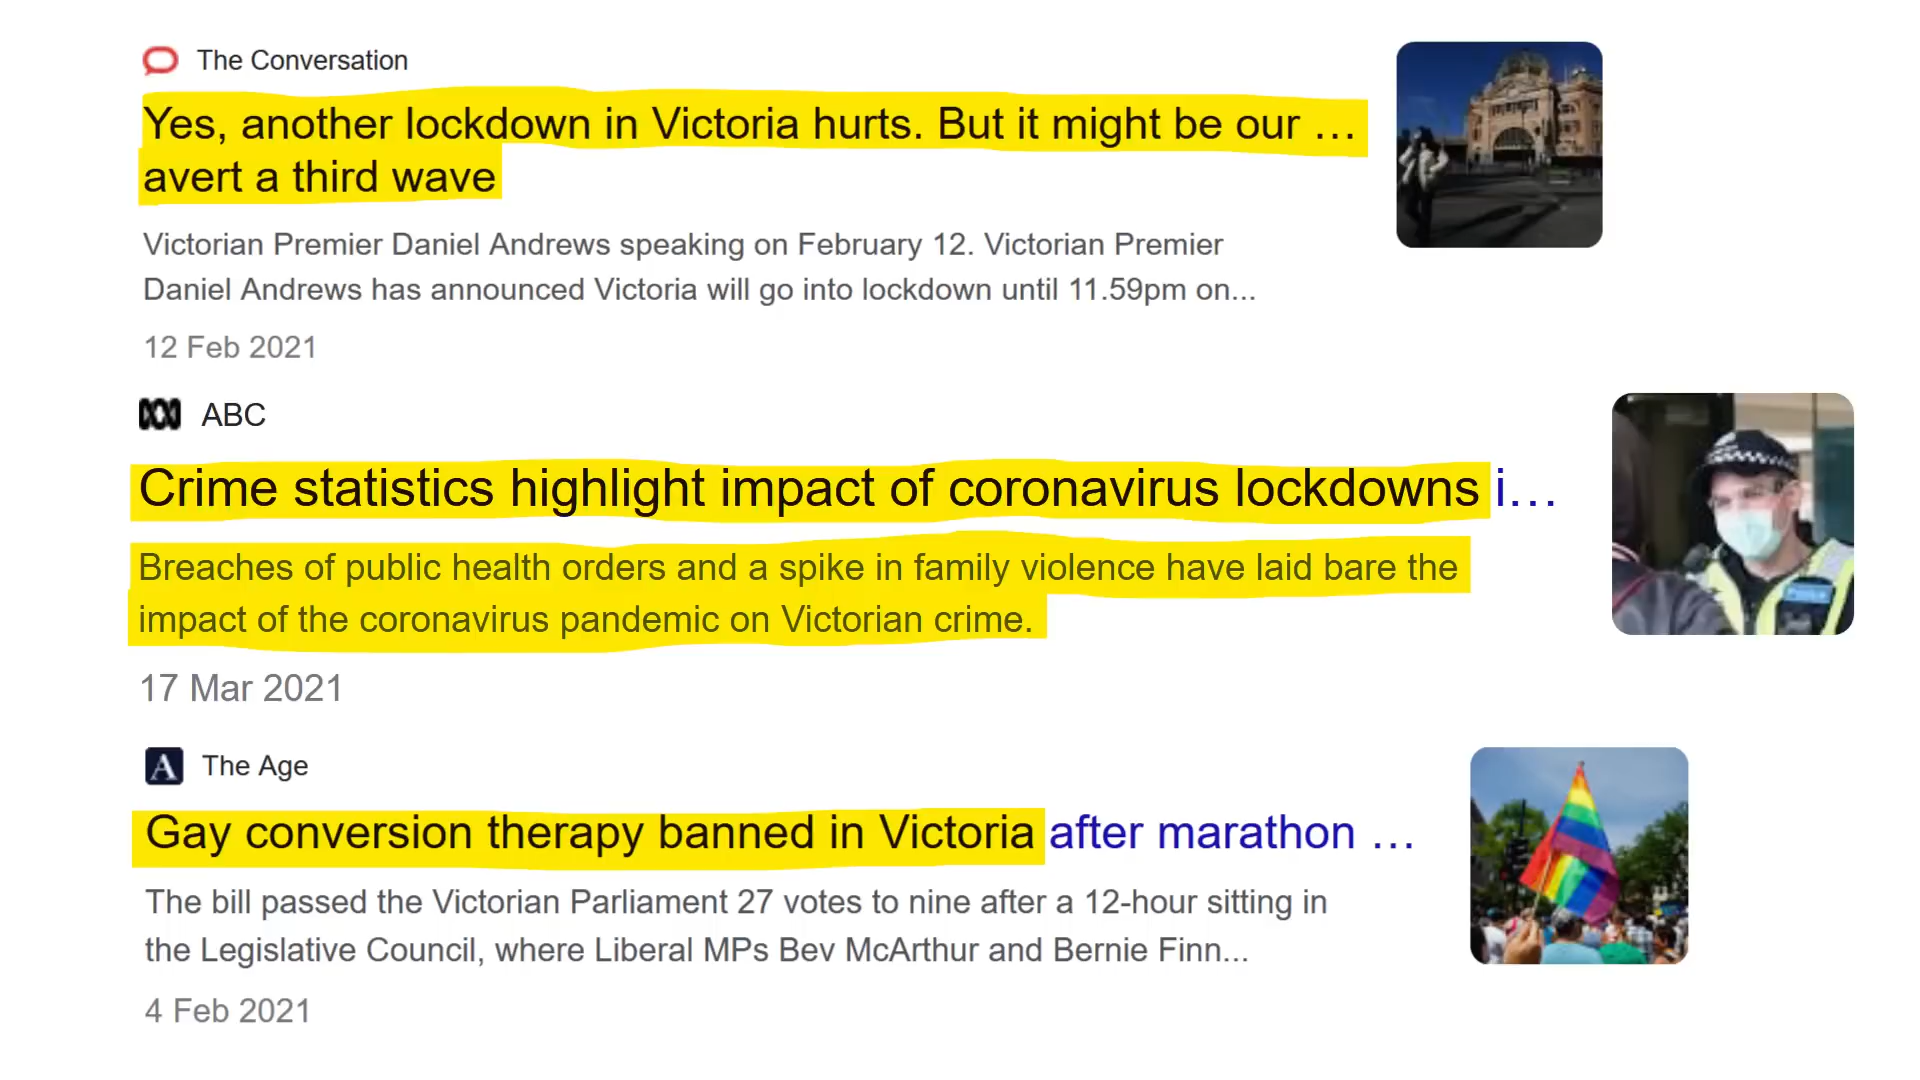 The Conversation
Yes, another lockdown in Victoria hurts. But it might be our ...
avert a third wave
Victorian Premier Daniel Andrews speaking on February 12. Victorian Premier
Daniel Andrews has announced Victoria will go into lockdown until 11.59pm on...
12 Feb 2021
ABC
Crime statistics highlight impact of coronavirus lockdowns i...
Breaches of public health orders and a spike in family violence have laid bare the
impact of the coronavirus pandemic on Victorian crime.
17 Mar 2021
A The Age
Gay conversion therapy banned in Victoria after marathon ...
The bill passed the Victorian Parliament 27 votes to nine after a 12-hour sitting in
the Legislative Council, where Liberal MPs Bev McArthur and Bernie Finn...
4 Feb 2021